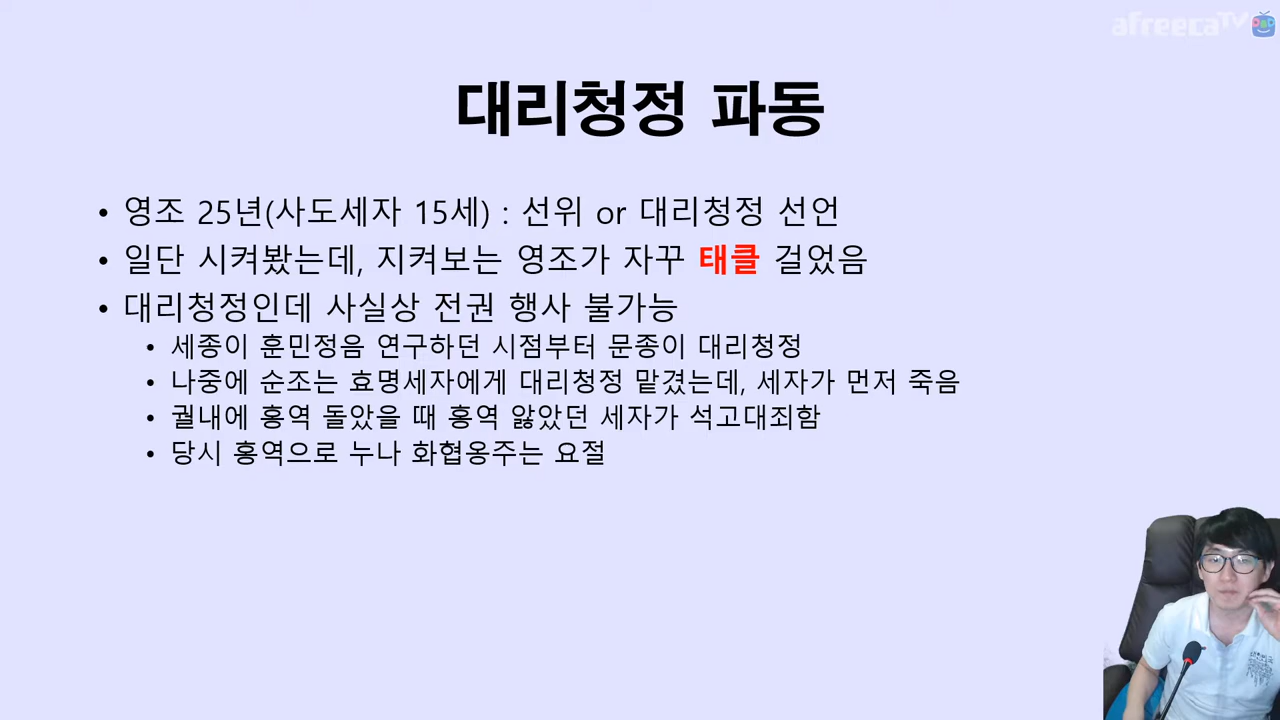 afreecaTV
대리청정 파동
• 영조 25년(사도세자 15세) : 선위 or 대리청정 선언
• 일단 시켜봤는데, 지켜보는 영조가 자꾸 태클 걸었음
• 대리청정인데 사실상 전권 행사 불가능
• 세종이 훈민정음 연구하던 시점부터 문종이 대리청정
• 나중에 순조는 효명세자에게 대리청정 맡겼는데, 세자가 먼저 죽음
• 궐내에 홍역 돌았을 때 홍역 앓았던 세자가 석고대죄함
• 당시 홍역으로 누나 화협옹주는 요절